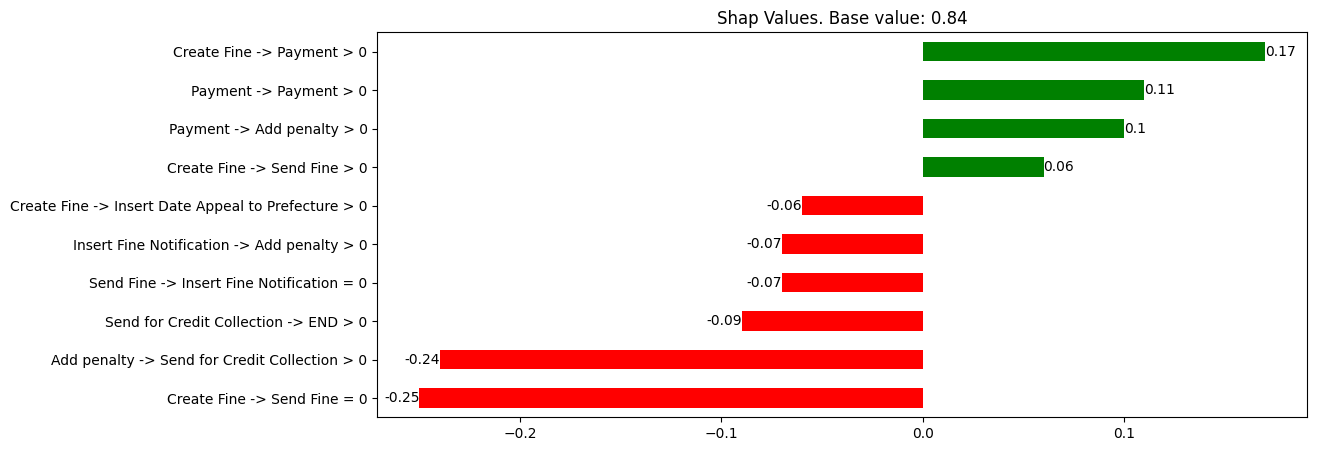 Shap Values. Base value: 0.84
Create Fine -> Payment > 0
0.17
Payment -> Payment > 0
0.11
Payment -> Add penalty > 0
0.1
Create Fine -> Send Fine > 0
0.06
Create Fine -> Insert Date Appeal to Prefecture > 0
-0.06
Insert Fine Notification -> Add penalty > 0
-0.07
Send Fine -> Insert Fine Notification = 0
-0.07
Send for Credit Collection -> END > 0
-0.09
Add penalty -> Send for Credit Collection > 0
-0.24
Create Fine -> Send Fine = 0
-0.25
−0.2
−0.1
0.0
0.1